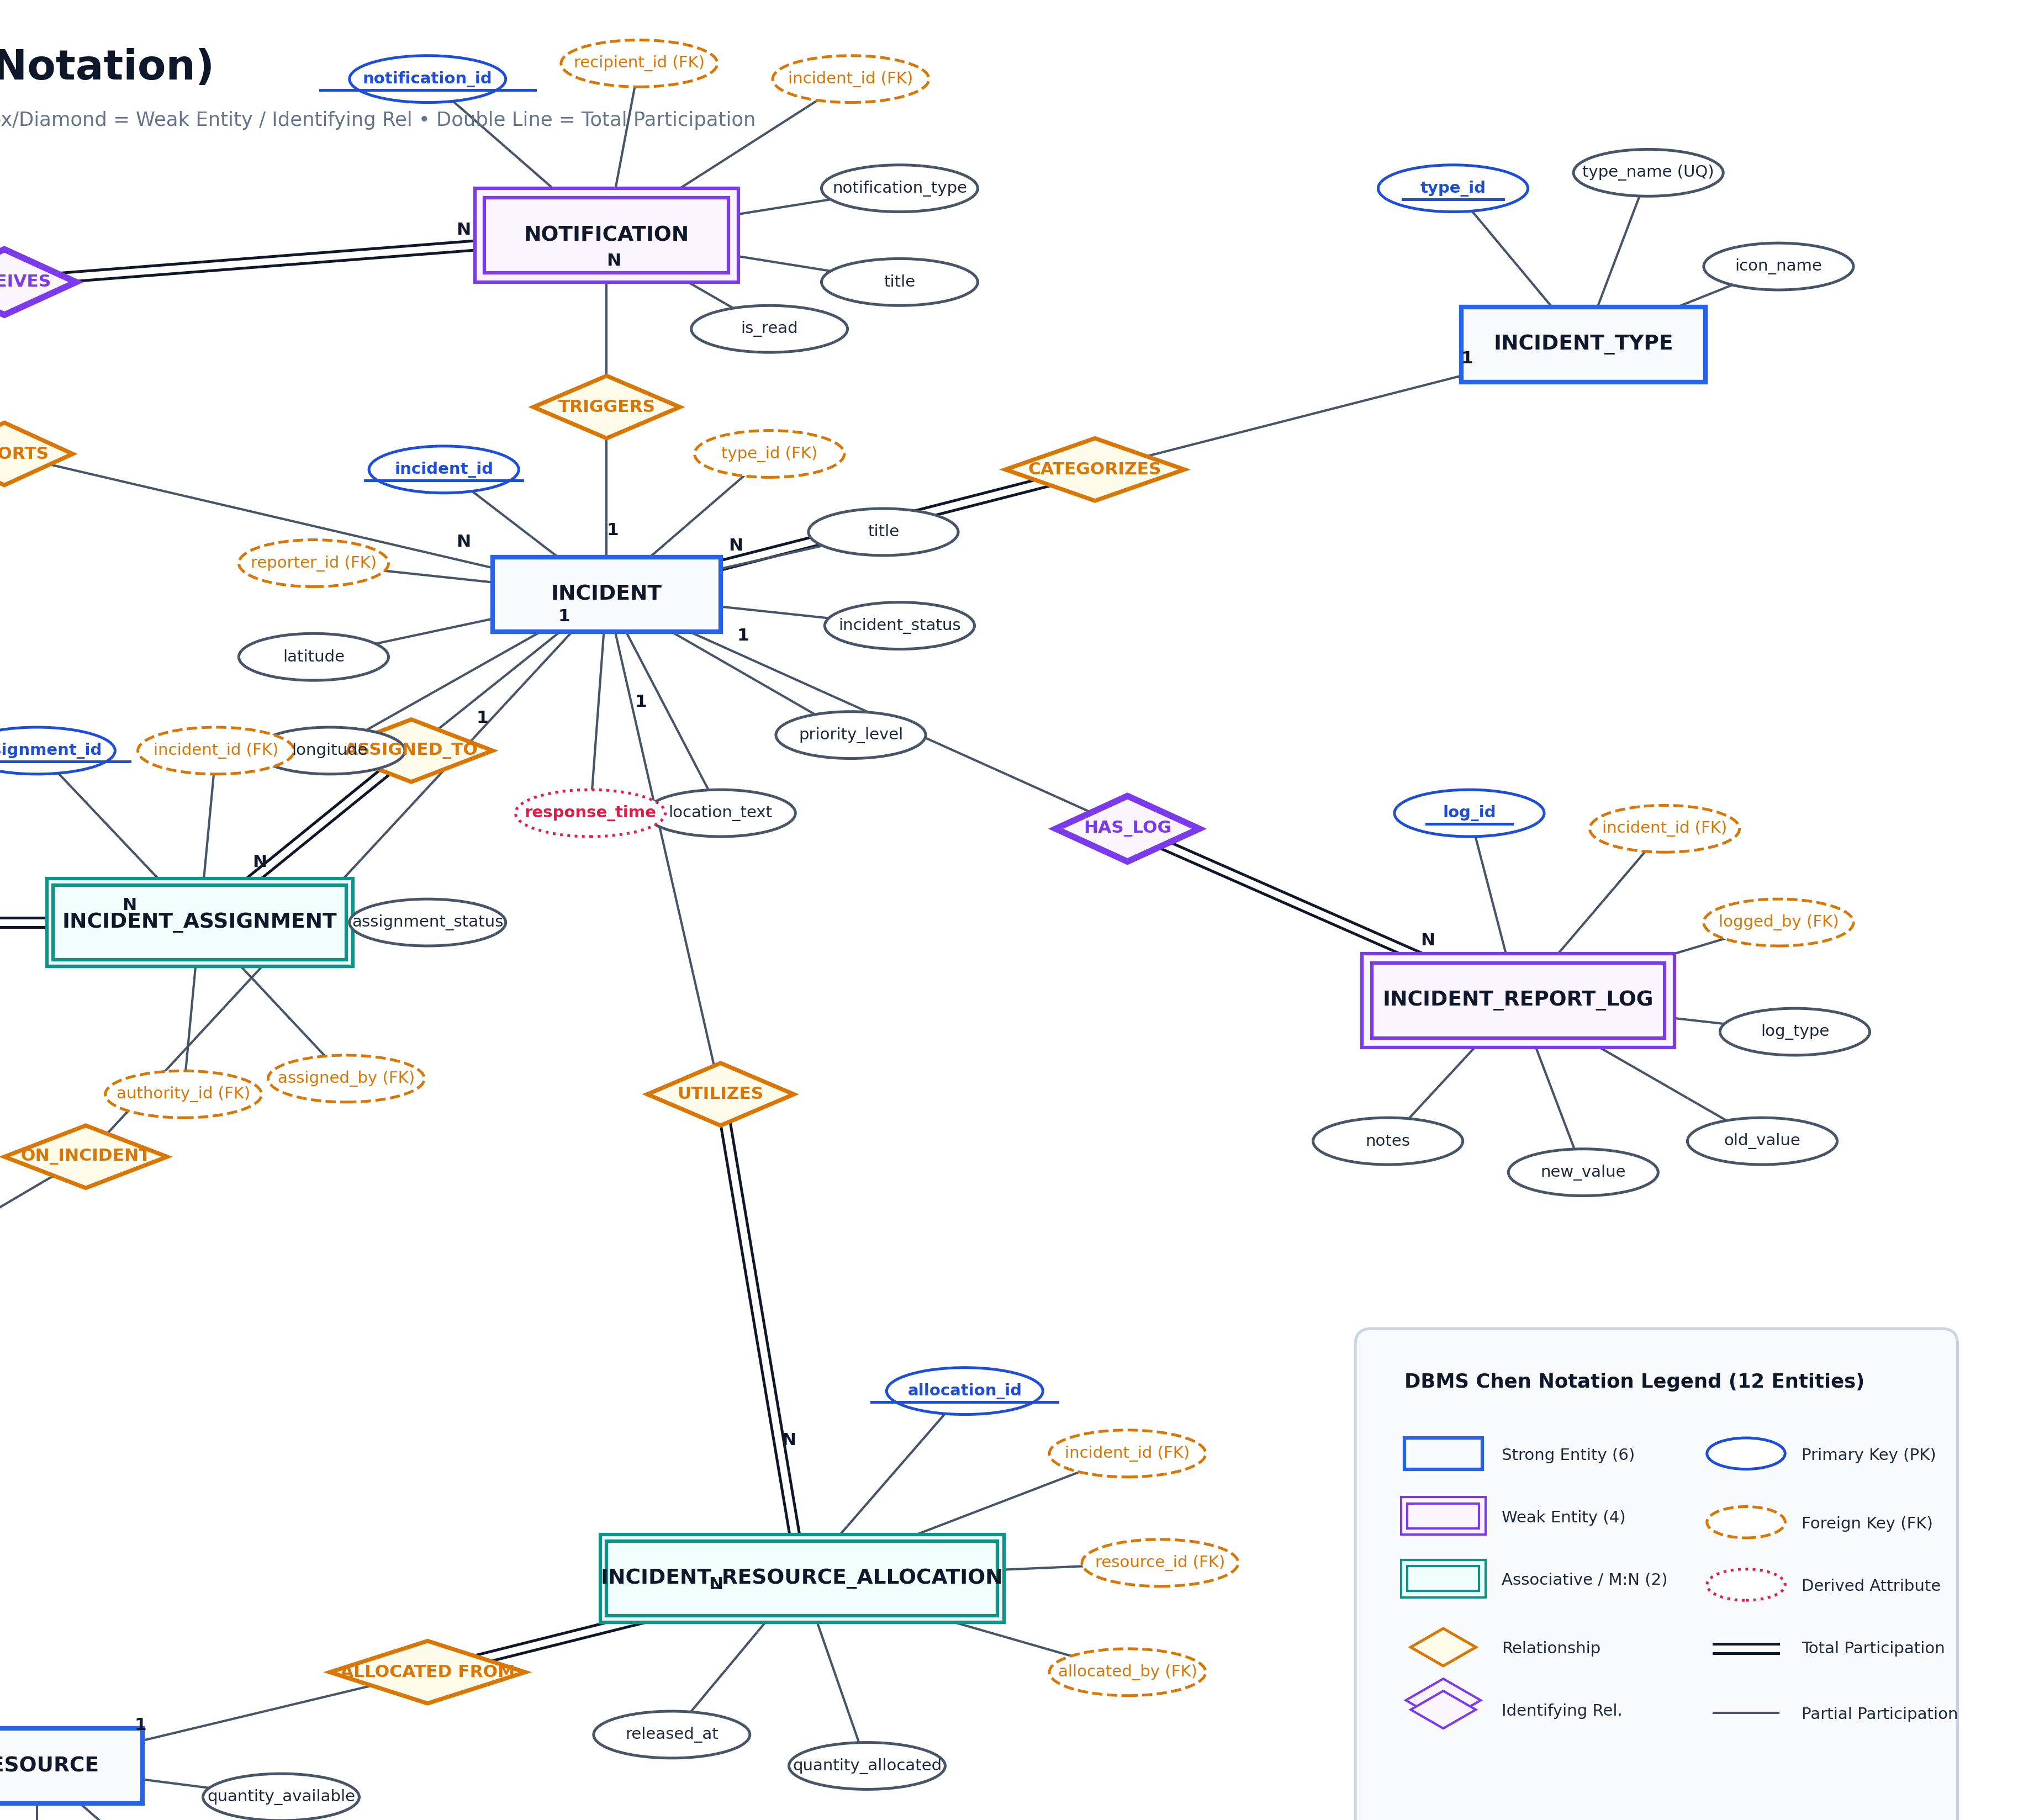 Notation)
x/Diamond = Weak Entity / Identifying Rel • Double Line = Total Participation
notification_id
recipient_id (FK)
incident_id (FK)
notification_type
NOTIFICATION
N
N
title
is_read
EIVES
type_id
type_name (UQ)
icon_name
INCIDENT_TYPE
1
TRIGGERS
ORTS
incident_id
type_id (FK)
CATEGORIZES
title
1
N
N
reporter_id (FK)
INCIDENT
1
incident_status
1
latitude
1
1
priority_level
signment_id
incident_id (FK)
longitude
ASSIGNED_TO
response_time
location_text
HAS_LOG
log_id
incident_id (FK)
logged_by (FK)
N
N
N
INCIDENT_ASSIGNMENT
assignment_status
INCIDENT_REPORT_LOG
log_type
authority_id (FK)
assigned_by (FK)
UTILIZES
notes
new_value
old_value
ON_INCIDENT
allocation_id
N
incident_id (FK)
resource_id (FK)
INCIDENT_RESOURCE_ALLOCATION
N
allocated_by (FK)
ALLOCATED FROM
released_at
quantity_allocated
1
ESOURCE
quantity_available
DBMS Chen Notation Legend (12 Entities)
Strong Entity (6)
Primary Key (PK)
Weak Entity (4)
Foreign Key (FK)
Associative / M:N (2)
Derived Attribute
Relationship
Total Participation
Identifying Rel.
Partial Participation